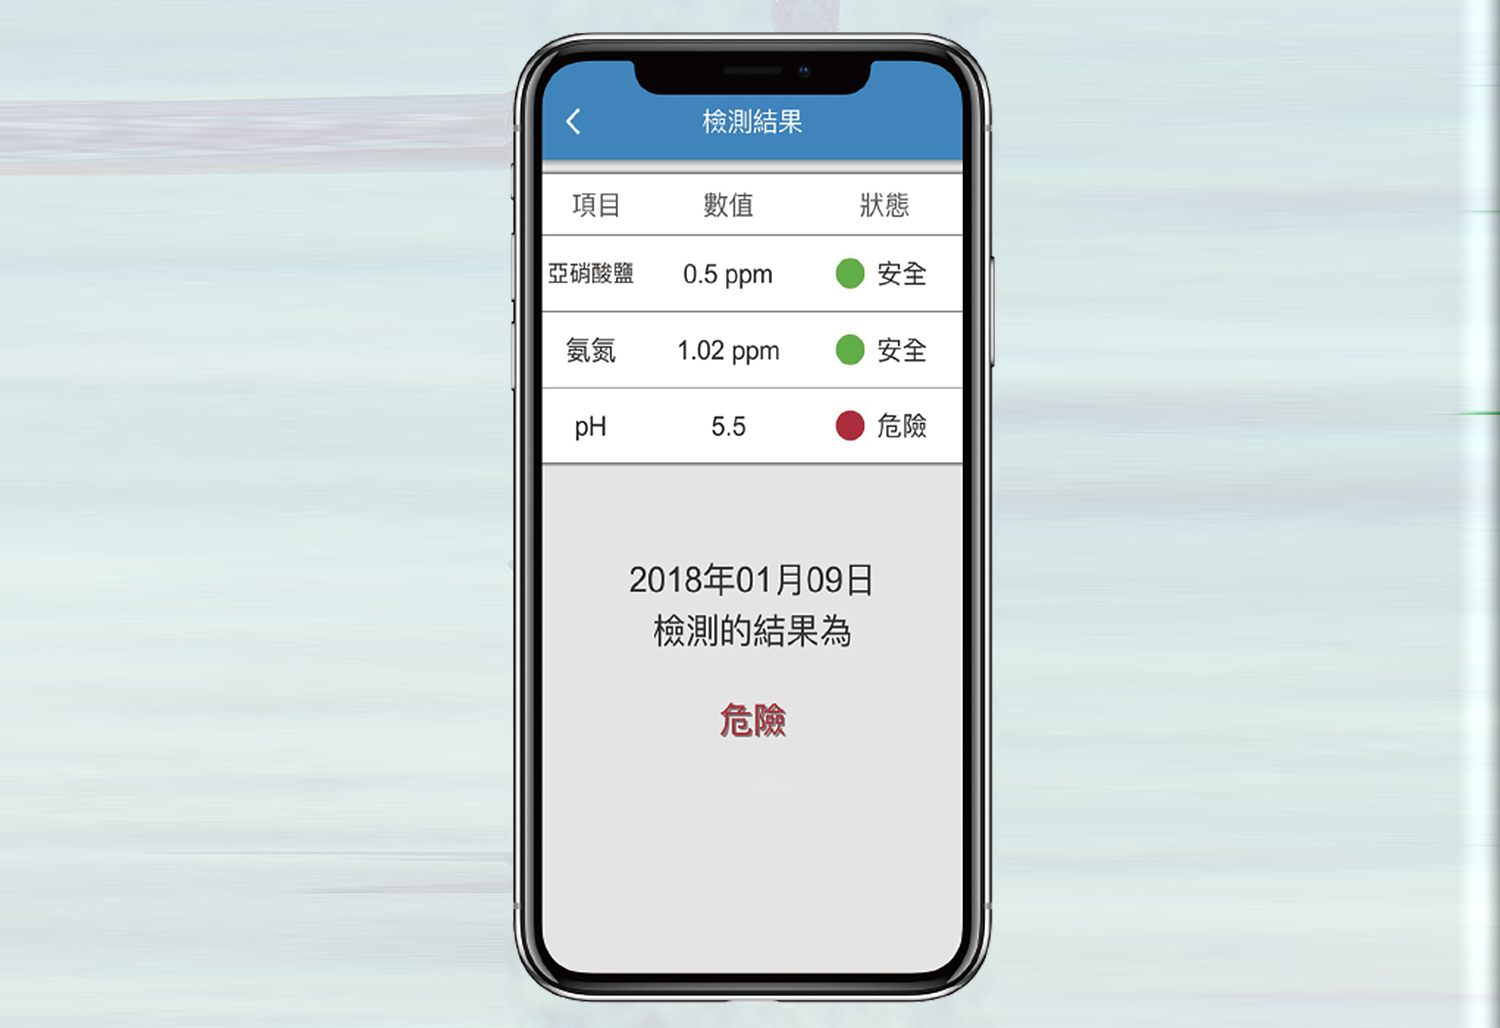 檢測結果
項目 數值 狀態
亞硝酸鹽 0.5 ppm 安全
氨氮 1.02 ppm 安全
pH 5.5 危險
2018年01月09日
檢測的結果為
危險